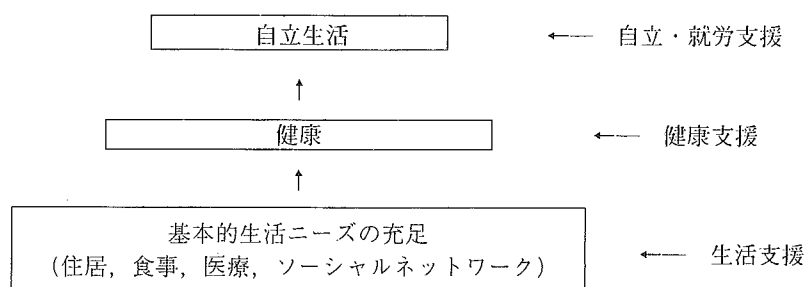 自立生活 ← 自立・就労支援
↑
健康 ← 健康支援
↑
基本的生活ニーズの充足
(住居，食事，医療，ソーシャルネットワーク) ← 生活支援